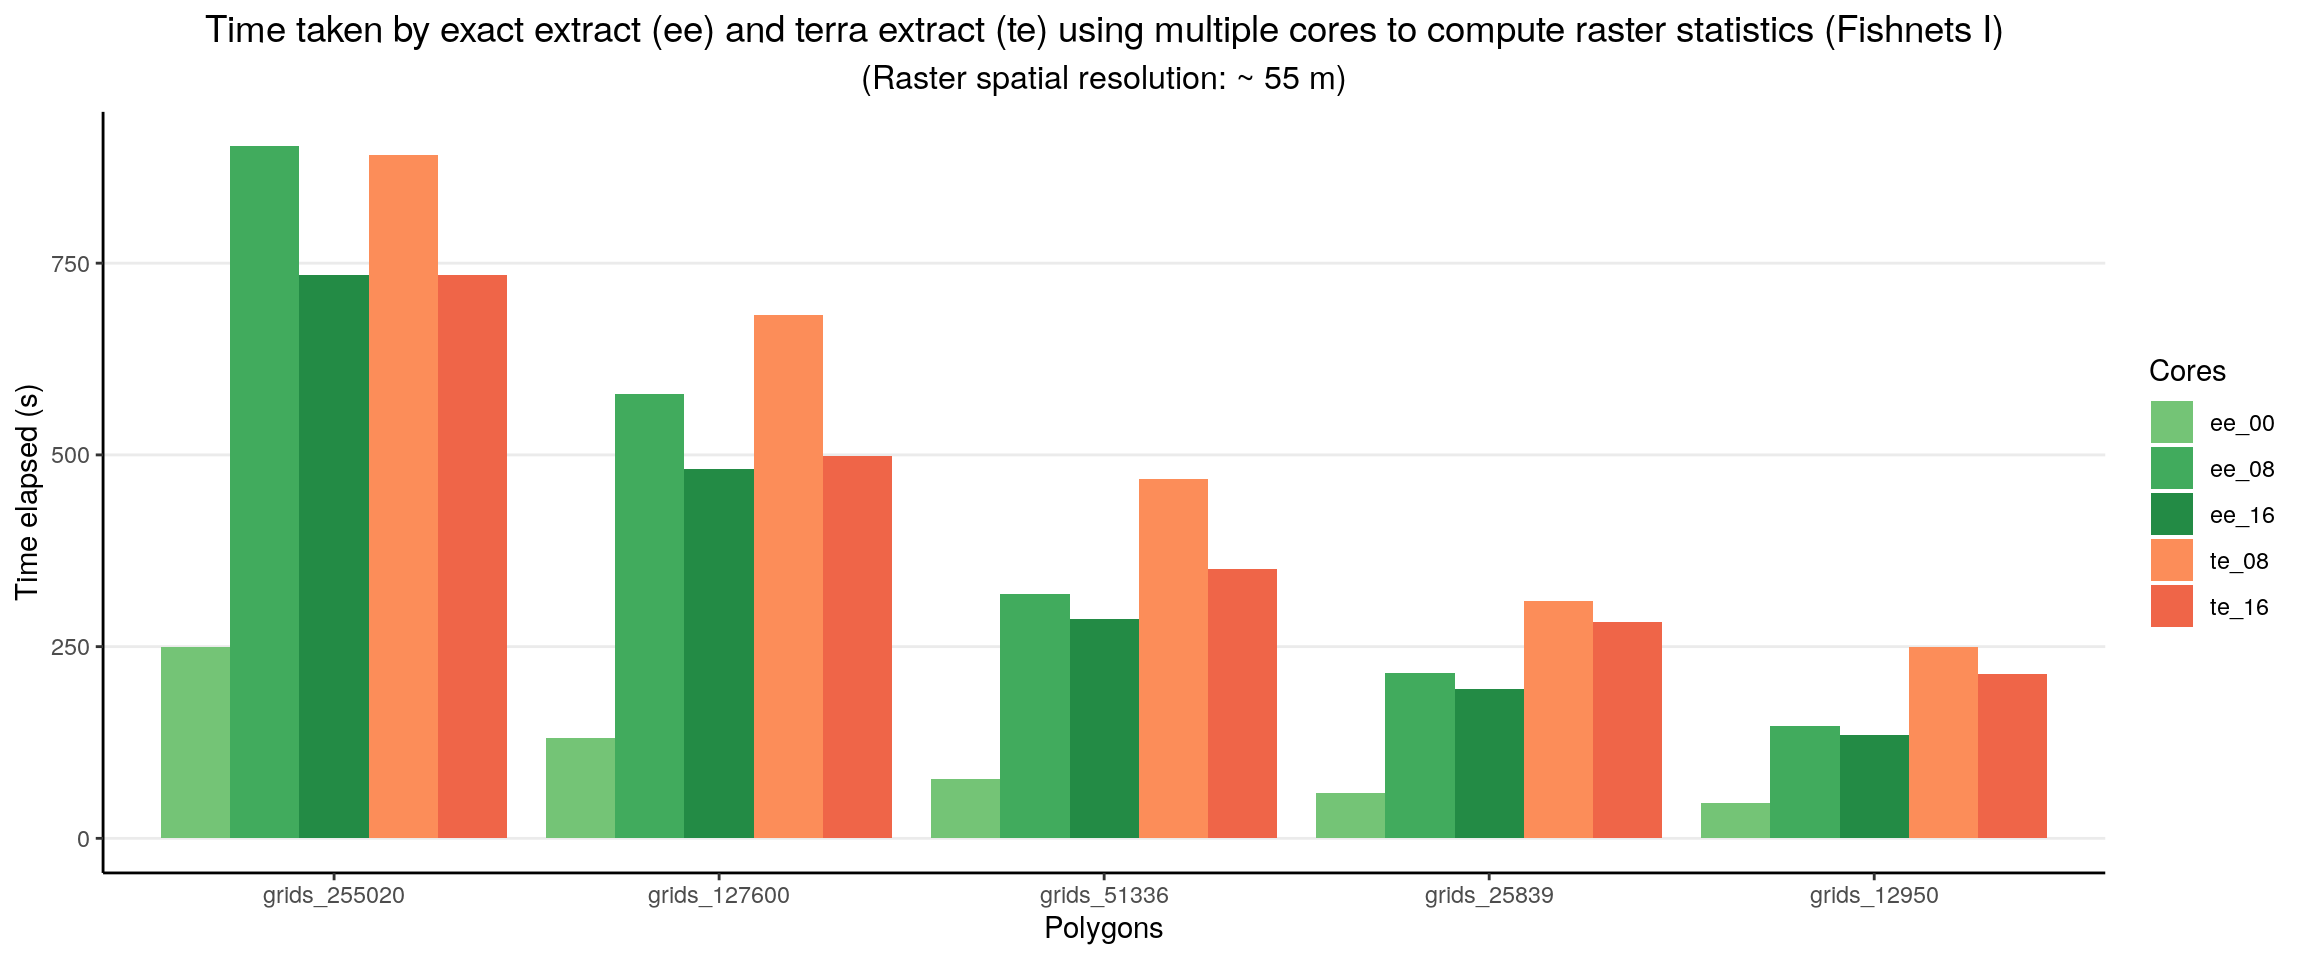 Time taken by exact extract (ee) and terra extract (te) using multiple cores to compute raster statistics (Fishnets I)
(Raster spatial resolution: ~ 55 m)
Time elapsed (s)
750
500
250
0
grids_255020 grids_127600 grids_51336 grids_25839 grids_12950
Polygons
Cores
ee_00
ee_08
ee_16
te_08
te_16